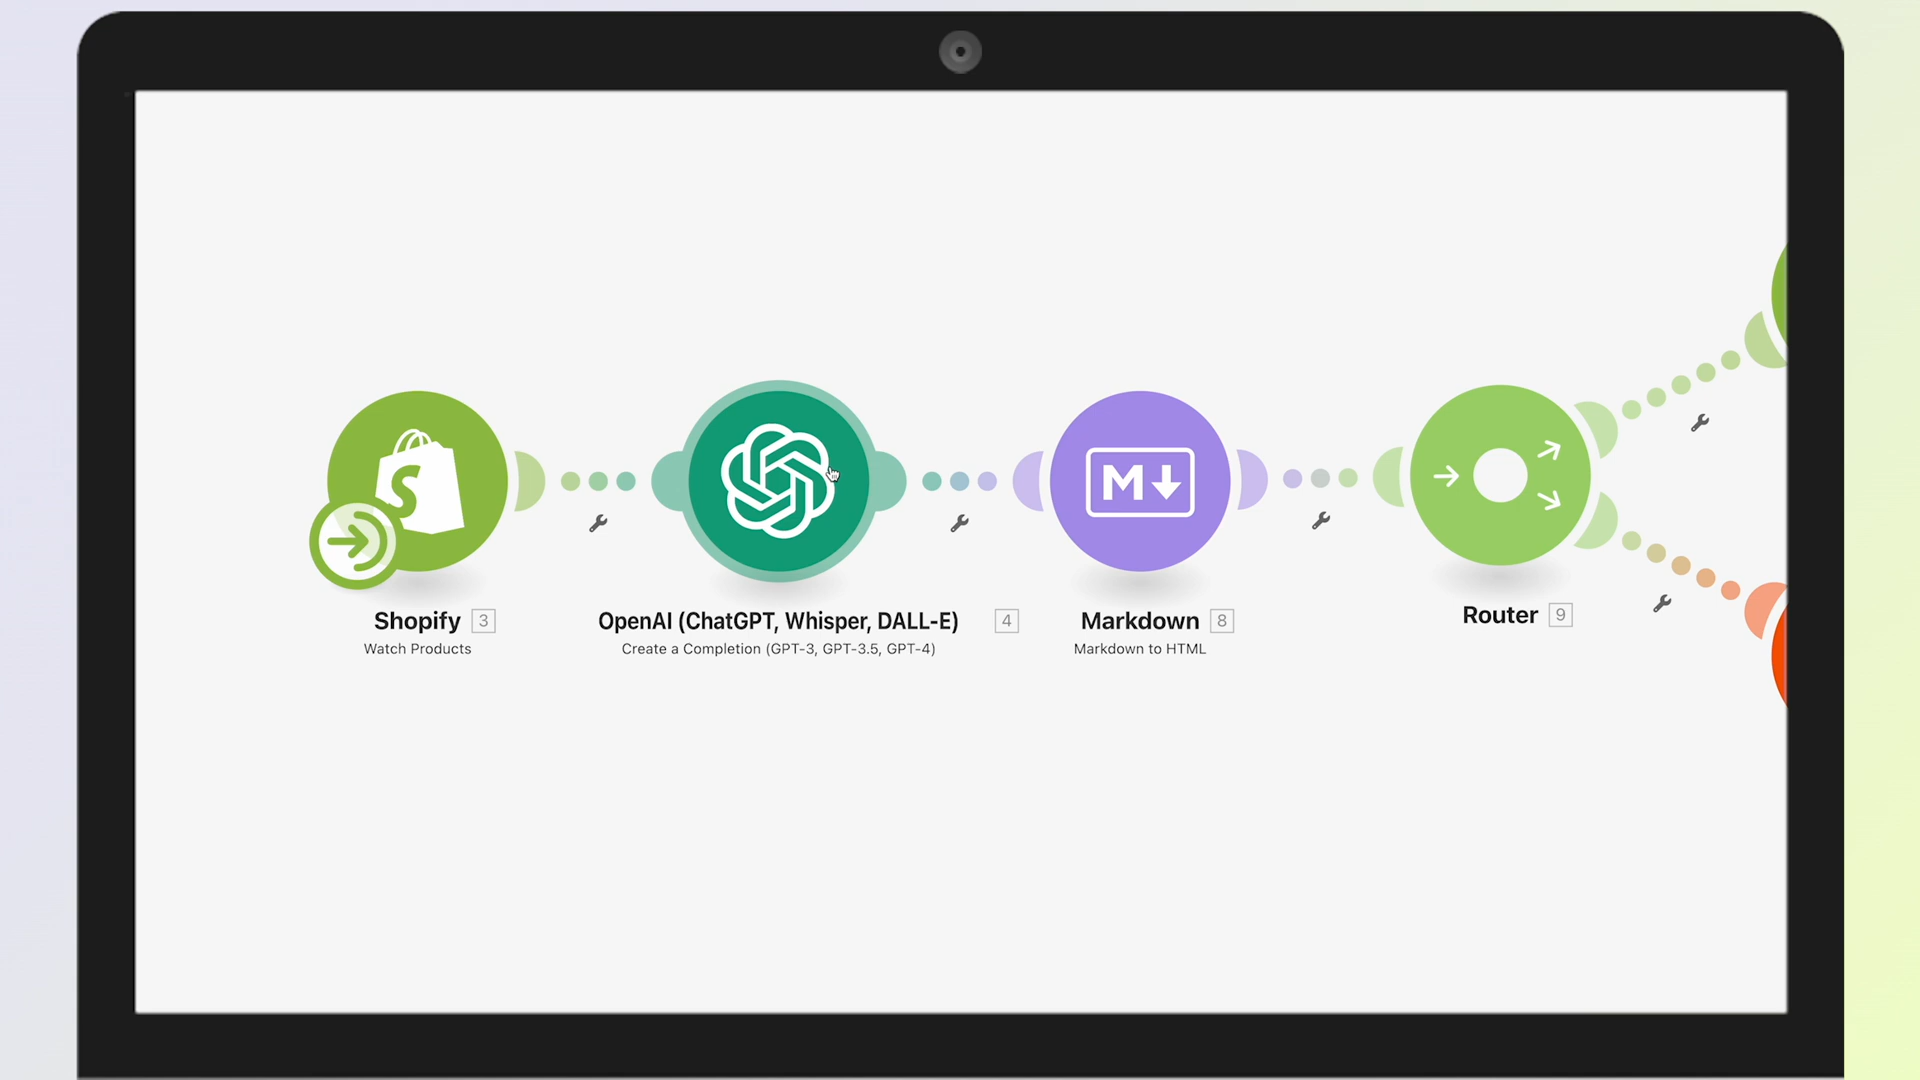 Shopify 3
Watch Products
OpenAI (ChatGPT, Whisper, DALL-E) 4
Create a Completion (GPT-3, GPT-3.5, GPT-4)
M
Markdown 8
Markdown to HTML
Router 9